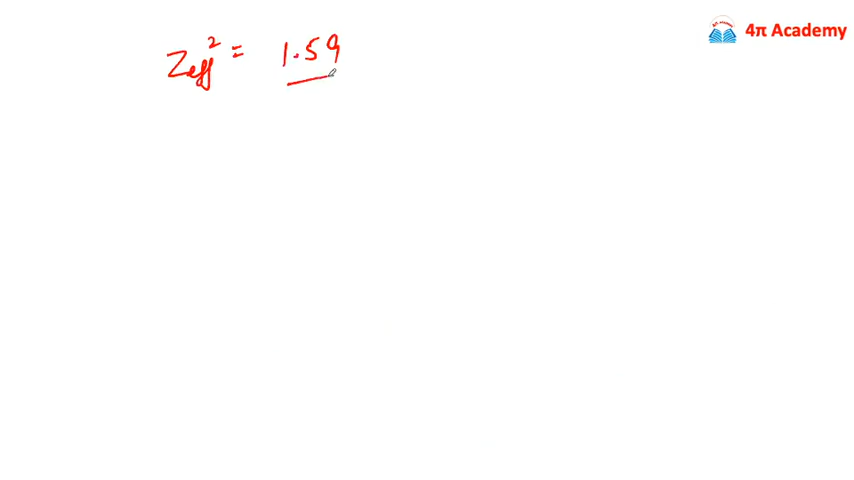 4π Academy
Zeff² = 1.59